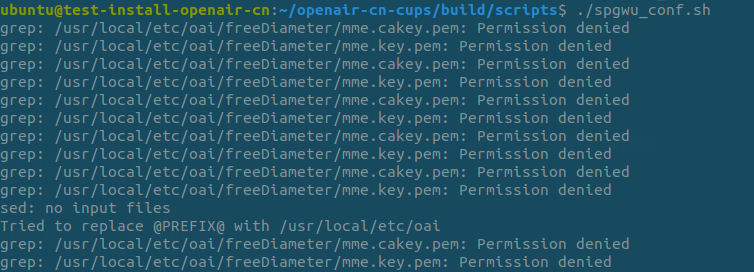 ubuntu@test-install-openair-cn:~/openair-cn-cups/build/scripts$ ./spgwu_conf.sh
grep: /usr/local/etc/oai/freeDiameter/mme.cakey.pem: Permission denied
grep: /usr/local/etc/oai/freeDiameter/mme.key.pem: Permission denied
grep: /usr/local/etc/oai/freeDiameter/mme.cakey.pem: Permission denied
grep: /usr/local/etc/oai/freeDiameter/mme.key.pem: Permission denied
grep: /usr/local/etc/oai/freeDiameter/mme.cakey.pem: Permission denied
grep: /usr/local/etc/oai/freeDiameter/mme.key.pem: Permission denied
grep: /usr/local/etc/oai/freeDiameter/mme.cakey.pem: Permission denied
grep: /usr/local/etc/oai/freeDiameter/mme.key.pem: Permission denied
grep: /usr/local/etc/oai/freeDiameter/mme.cakey.pem: Permission denied
grep: /usr/local/etc/oai/freeDiameter/mme.key.pem: Permission denied
sed: no input files
Tried to replace @PREFIX@ with /usr/local/etc/oai
grep: /usr/local/etc/oai/freeDiameter/mme.cakey.pem: Permission denied
grep: /usr/local/etc/oai/freeDiameter/mme.key.pem: Permission denied